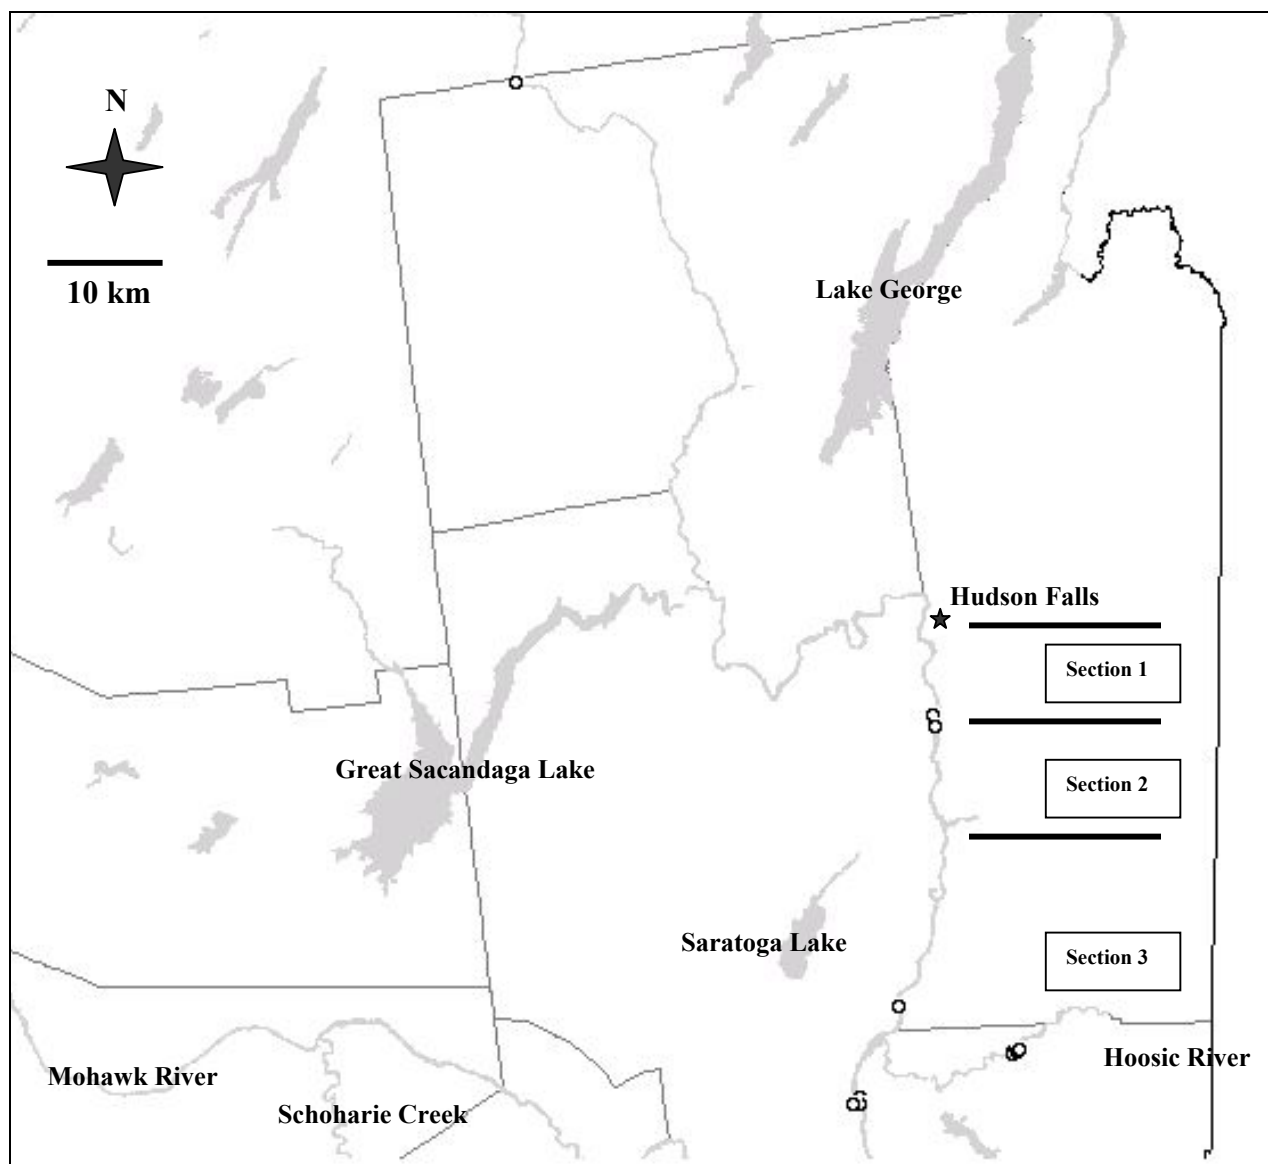 N
10 km
Lake George
Hudson Falls
Section 1
Great Sacandaga Lake
Section 2
Saratoga Lake
Section 3
Mohawk River
Hoosic River
Schoharie Creek